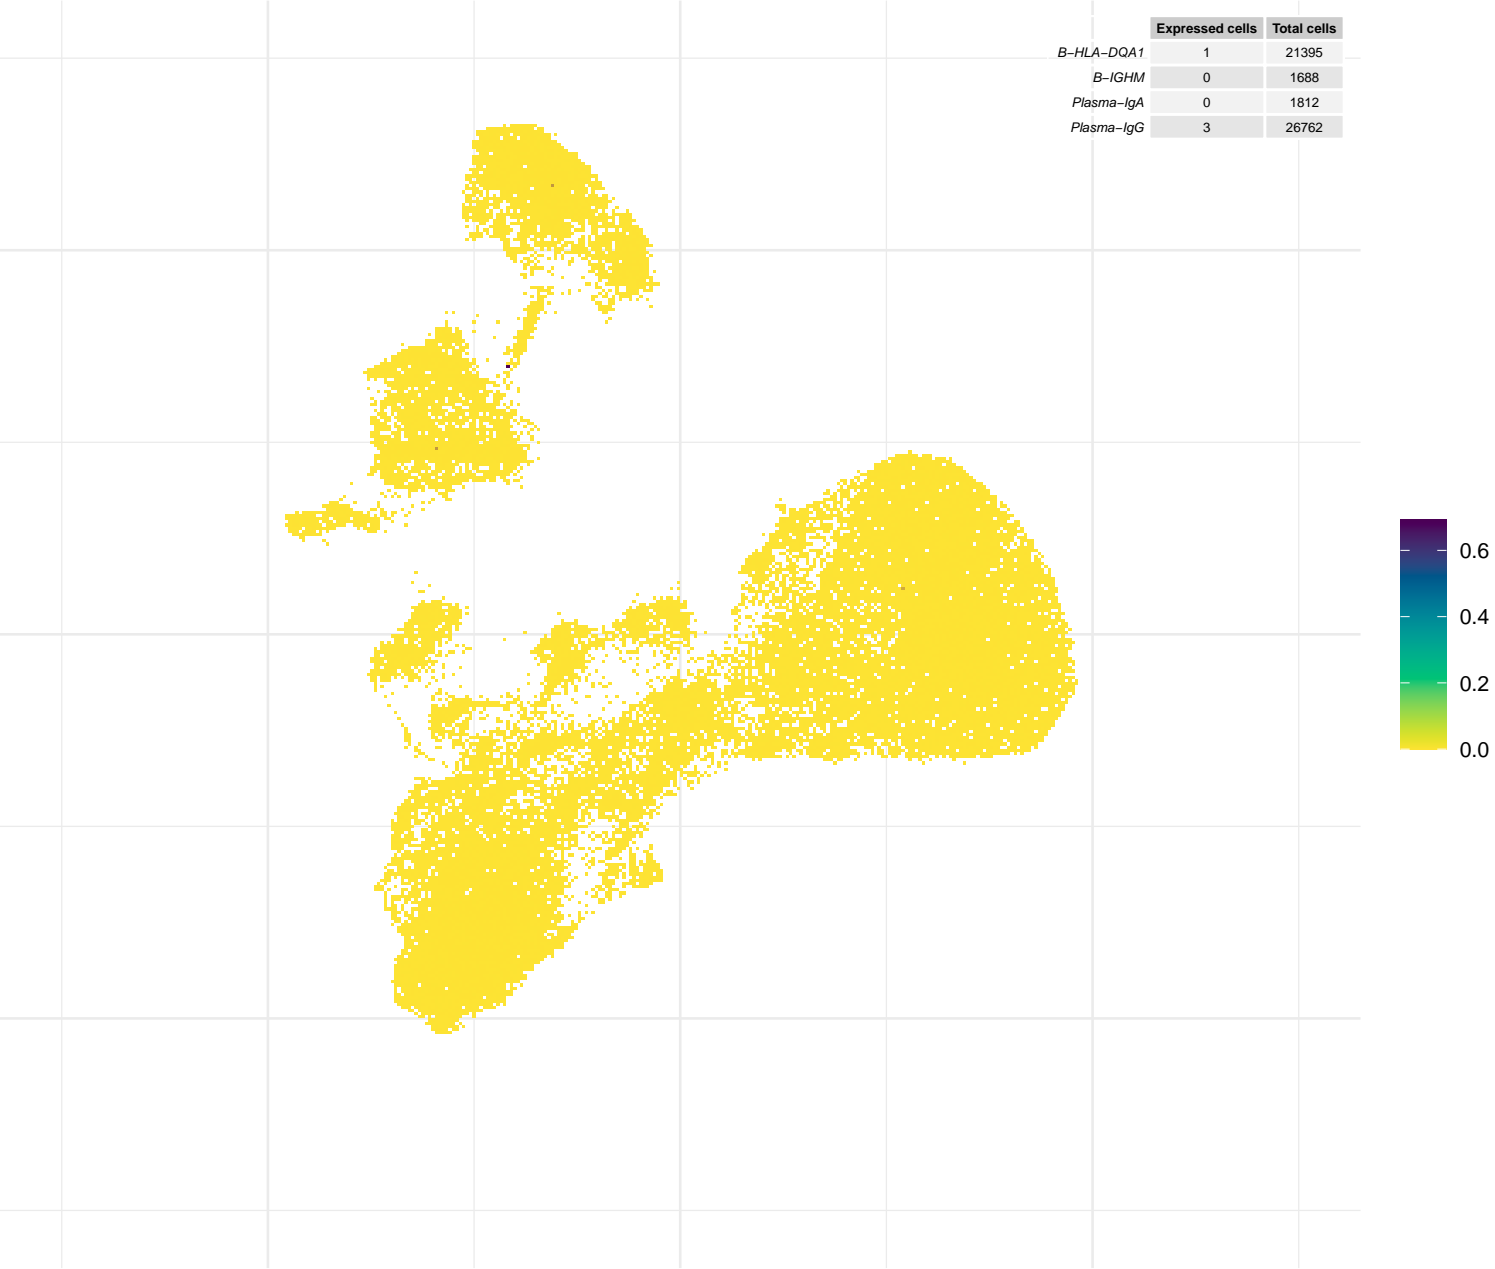 Expressed cells Total cells
B−HLA−DQA1 1 21395
B−IGHM 0 1688
Plasma−IgA 0 1812
Plasma−IgG 3 26762
0.6
0.4
0.2
0.0